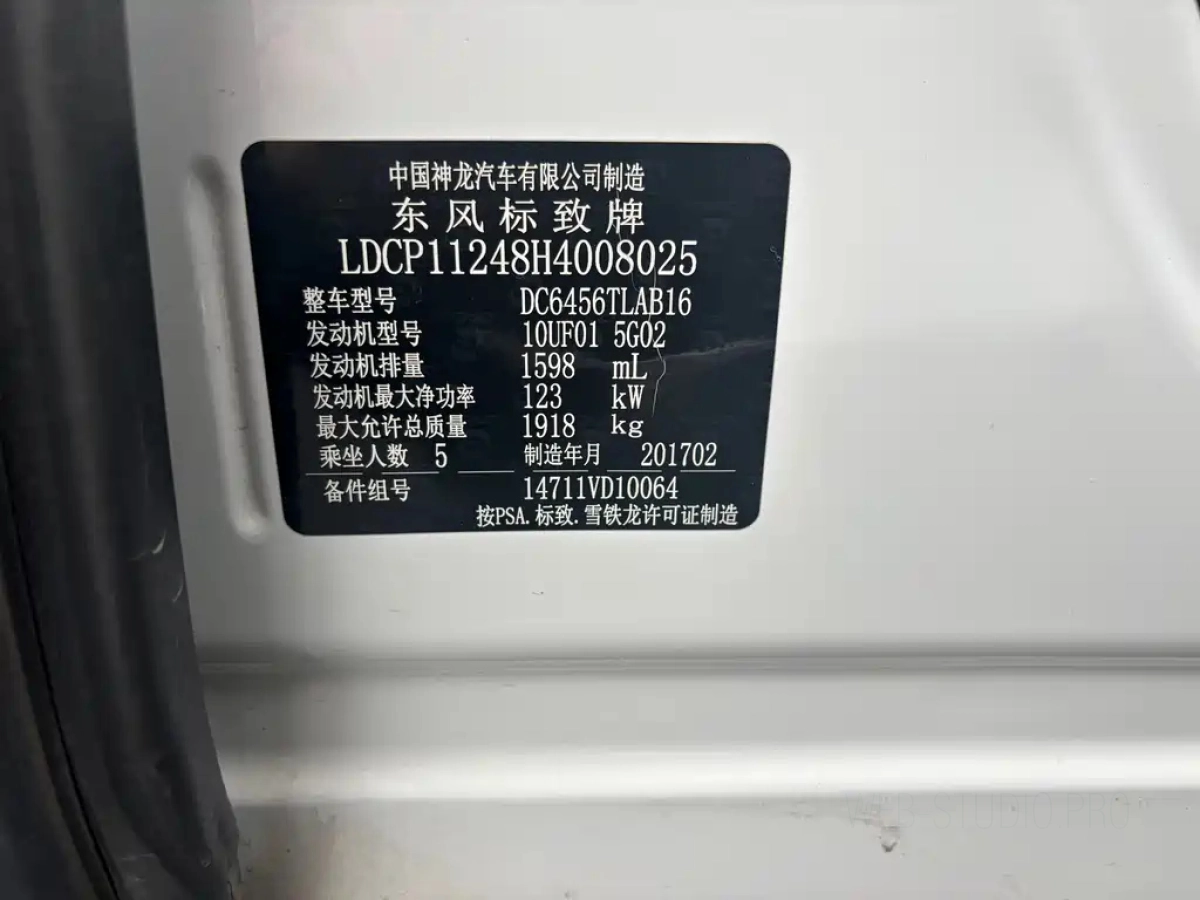 中国神龙汽车有限公司制造
东风标致牌
LDCP11248H4008025
整车型号 DC6456TLAB16
发动机型号 10UF01 5G02
发动机排量 1598 mL
发动机最大净功率 123 kW
最大允许总质量 1918 kg
乘坐人数 5 制造年月 201702
备件组号 14711VD10064
按PSA.标致.雪铁龙许可证制造
STUDIO.PRO